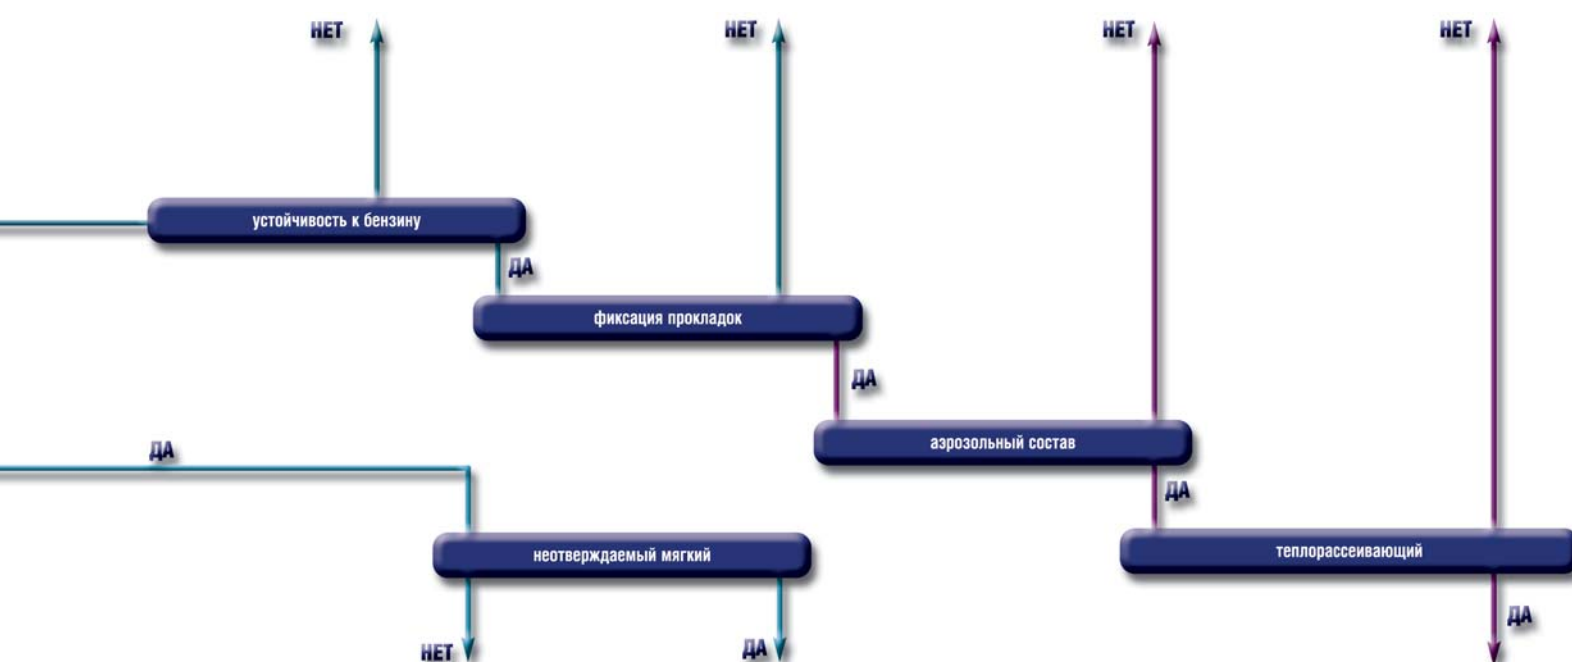 НЕТ
НЕТ
НЕТ
НЕТ
устойчивость к бензину
ДА
фиксация прокладок
ДА
аэрозольный состав
ДА
ДА
неотверждаемый мягкий
теплорассеивающий
НЕТ
ДА
ДА